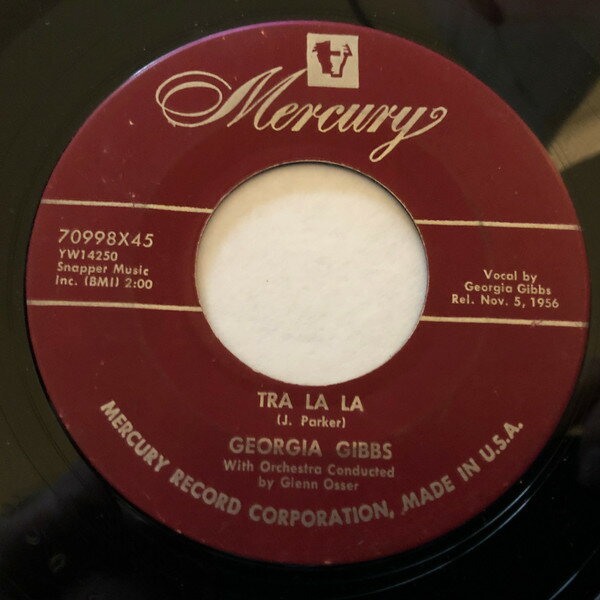 Mercury
70998X45
YW14250
Snapper Music
Inc. (BMI) 2:00
Vocal by
Georgia Gibbs
Rel. Nov. 5, 1956
TRA LA LA
(J. Parker)
GEORGIA GIBBS
With Orchestra Conducted
by Glenn Osser
MERCURY RECORD CORPORATION, MADE IN U.S.A.